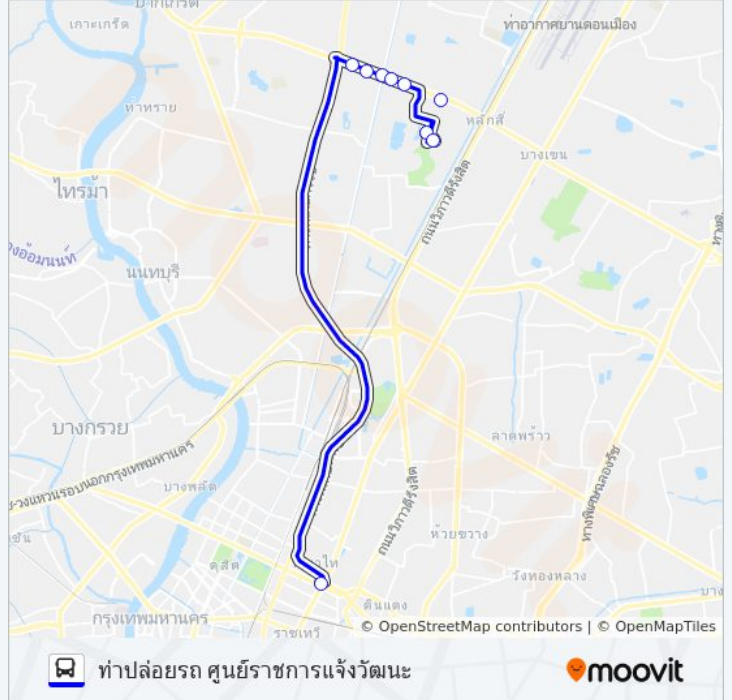 ปากเกร็ด
เกาะเกร็ด
ท่าอากาศยานดอนเมือง
ท่าทราย
หลักสี่
บางเขน
ไทรม้า
ถนนวิภาวดีรังสิต
นนทบุรี
บางกรวย
ลาดพร้าว
บางพลัด
ถนนวิภาวดีรังสิต
ห้วยขวาง
ทางพิเศษฉลองรัช
ดุสิต
วังทองหลาง
กรุงเทพมหานคร
ดินแดง
ราชเทวี
© OpenStreetMap contributors | © OpenMapTiles
ท่าปล่อยรถ ศูนย์ราชการแจ้งวัฒนะ
moovit